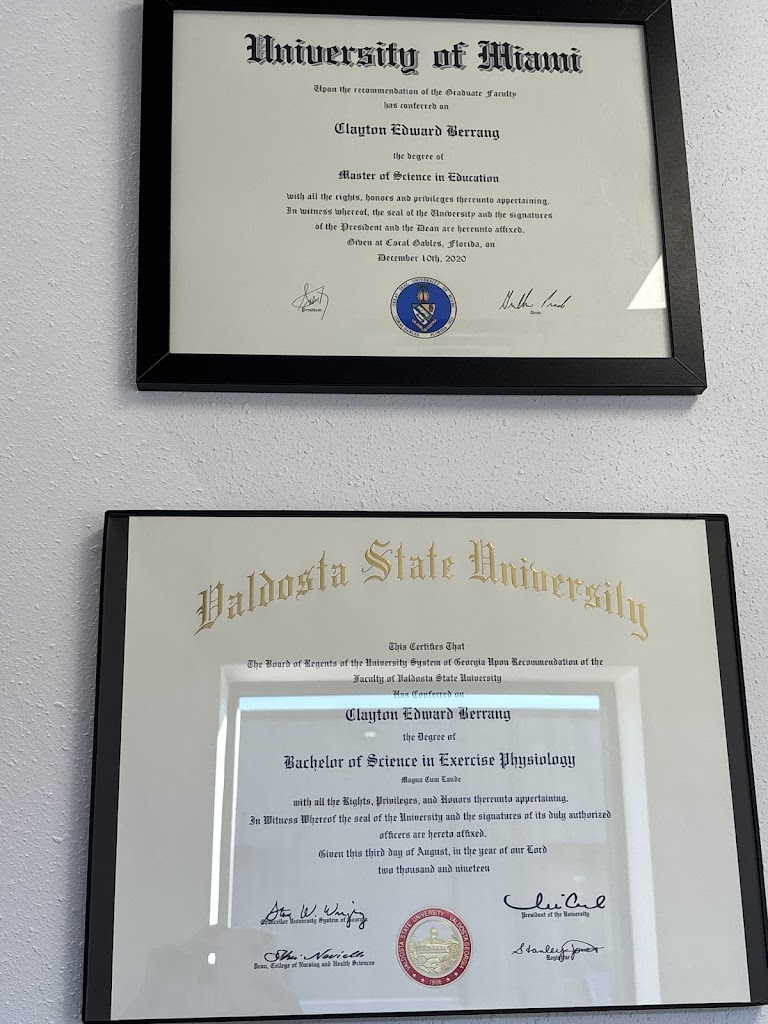 University of Miami
Upon the recommendation of the Graduate Faculty
has conferred on
Clayton Edward Berrang
the degree of
Master of Science in Education
with all the rights, honors and privileges thereunto appertaining.
In witness whereof, the seal of the University and the signatures
of the President and the Dean are hereunto affixed.
Given at Coral Gables, Florida, on
December 10th, 2020
President
Dean
Valdosta State University
This Certifies That
The Board of Regents of the University System of Georgia Upon Recommendation of the
Faculty of Valdosta State University
Has Conferred on
Clayton Edward Berrang
the Degree of
Bachelor of Science in Exercise Physiology
Magna Cum Laude
with all the Rights, Privileges, and Honors thereunto appertaining.
In Witness Whereof the seal of the University and the signatures of its duly authorized
officers are hereto affixed.
Given this third day of August, in the year of our Lord
two thousand and nineteen
Chancellor University System of Georgia
President of the University
Dean, College of Nursing and Health Sciences
Registrar
VALDOSTA STATE UNIVERSITY VALDOSTA GEORGIA
1906